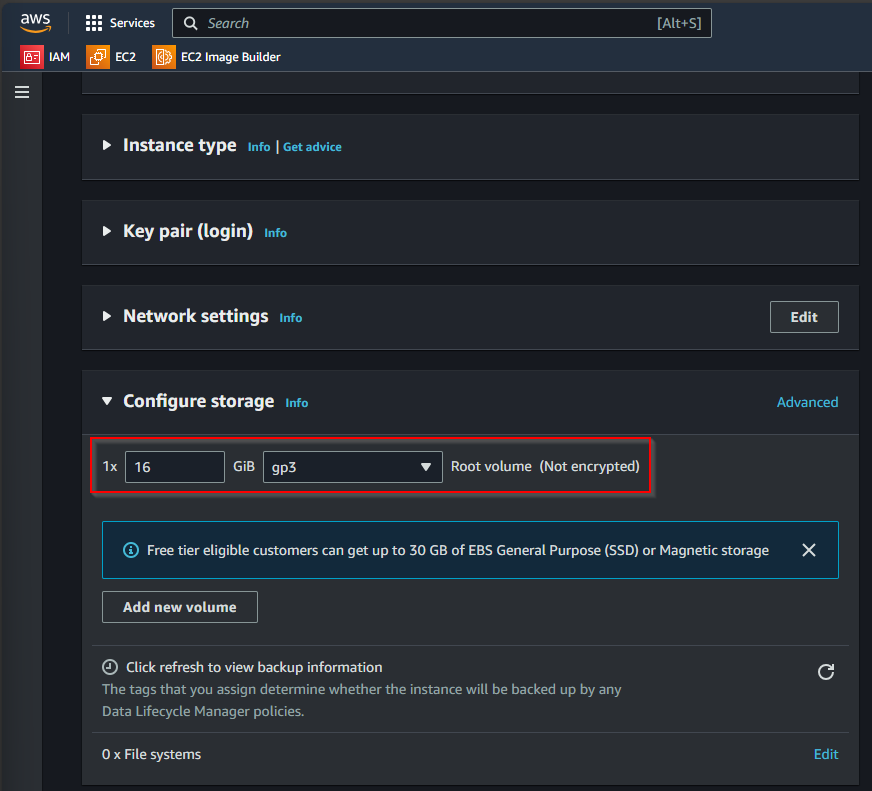 aws Services Search [Alt+S]
IAM EC2 EC2 Image Builder
Instance type Info | Get advice
Key pair (login) Info
Network settings Info Edit
Configure storage Info Advanced
1x 16 GiB gp3 Root volume (Not encrypted)
Free tier eligible customers can get up to 30 GB of EBS General Purpose (SSD) or Magnetic storage
Add new volume
Click refresh to view backup information
The tags that you assign determine whether the instance will be backed up by any
Data Lifecycle Manager policies.
0 x File systems Edit